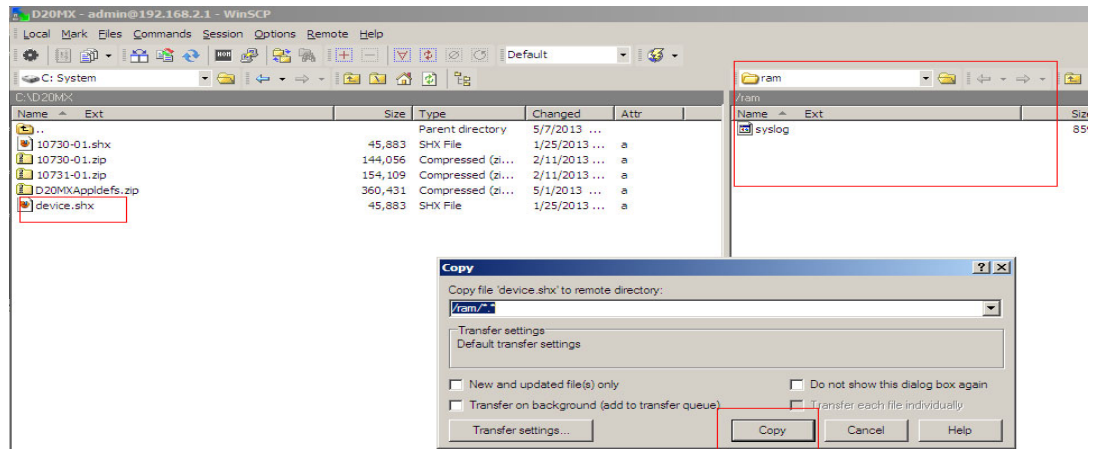 D20MX - admin@192.168.2.1 - WinSCP
Local Mark Files Commands Session Options Remote Help
Default
C: System
ram
C:\D20MX
/ram
Name Ext Size Type Changed Attr
Name Ext
.. Parent directory 5/7/2013 ...
syslog
10730-01.shx 45,883 SHX File 1/25/2013 ... a
10730-01.zip 144,056 Compressed (zi... 2/11/2013 ... a
10731-01.zip 154,109 Compressed (zi... 2/11/2013 ... a
D20MXAppldefs.zip 360,431 Compressed (zi... 5/1/2013 ... a
device.shx 45,883 SHX File 1/25/2013 ... a
Copy
Copy file 'device.shx' to remote directory:
/ram/*.*
Transfer settings
Default transfer settings
New and updated file(s) only
Do not show this dialog box again
Transfer on background (add to transfer queue)
Transfer each file individually
Transfer settings... Copy Cancel Help